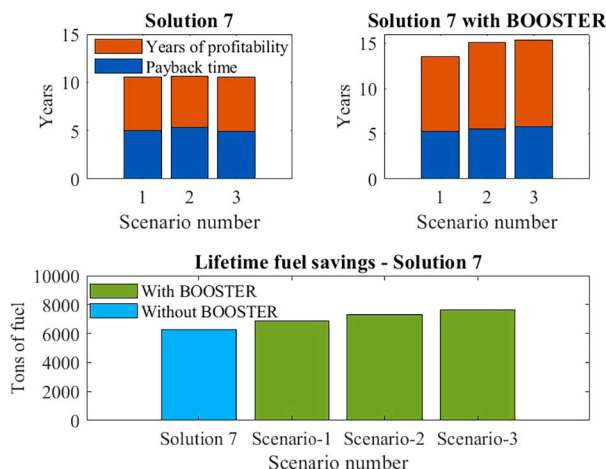 Solution 7
15
10
5
0
Years
Years of profitability
Payback time
1 2 3
Scenario number
Solution 7 with BOOSTER
15
10
5
0
Years
1 2 3
Scenario number
Lifetime fuel savings - Solution 7
10000
8000
6000
4000
2000
0
Tons of fuel
With BOOSTER
Without BOOSTER
Solution 7 Scenario-1 Scenario-2 Scenario-3
Scenario number